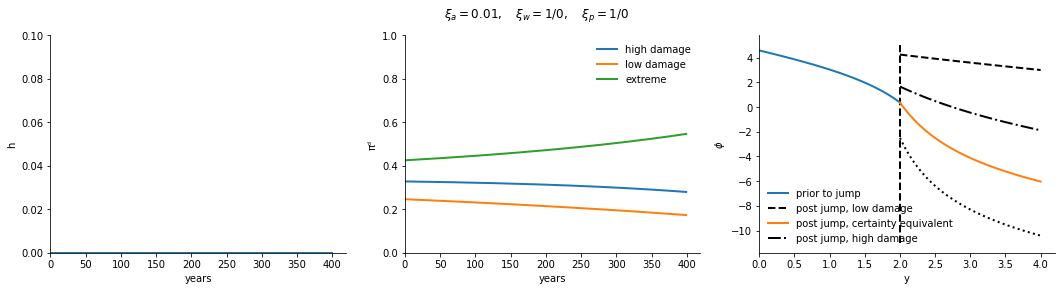 ξ_a = 0.01, ξ_w = 1/0, ξ_p = 1/0
0.10
0.08
0.06
0.04
0.02
0.00
h
0 50 100 150 200 250 300 350 400
years
1.0
0.8
0.6
0.4
0.2
0.0
π^d
high damage
low damage
extreme
0 50 100 150 200 250 300 350 400
years
4
2
0
−2
−4
−6
−8
−10
ϕ
prior to jump
post jump, low damage
post jump, certainty equivalent
post jump, high damage
0.0 0.5 1.0 1.5 2.0 2.5 3.0 3.5 4.0
y